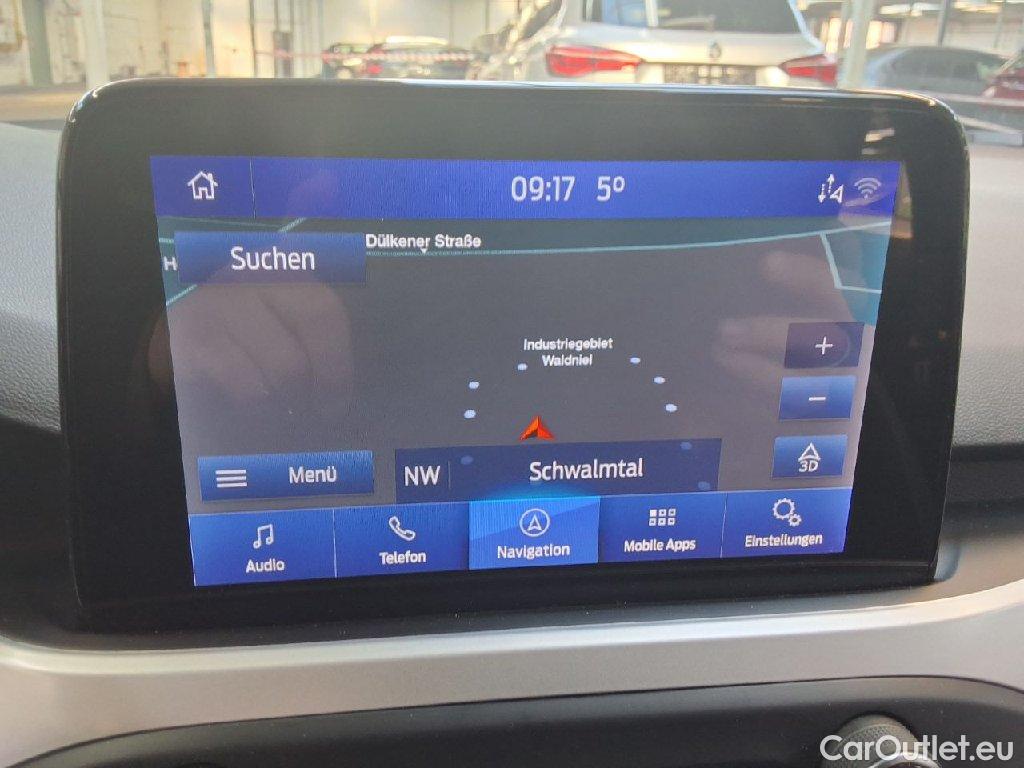 09:17 5°
Suchen
Dülkener Straße
H
Industriegebiet
Waldniel
+
−
3D
Menü
NW
Schwalmtal
Audio
Telefon
Navigation
Mobile Apps
Einstellungen
CarOutlet.eu